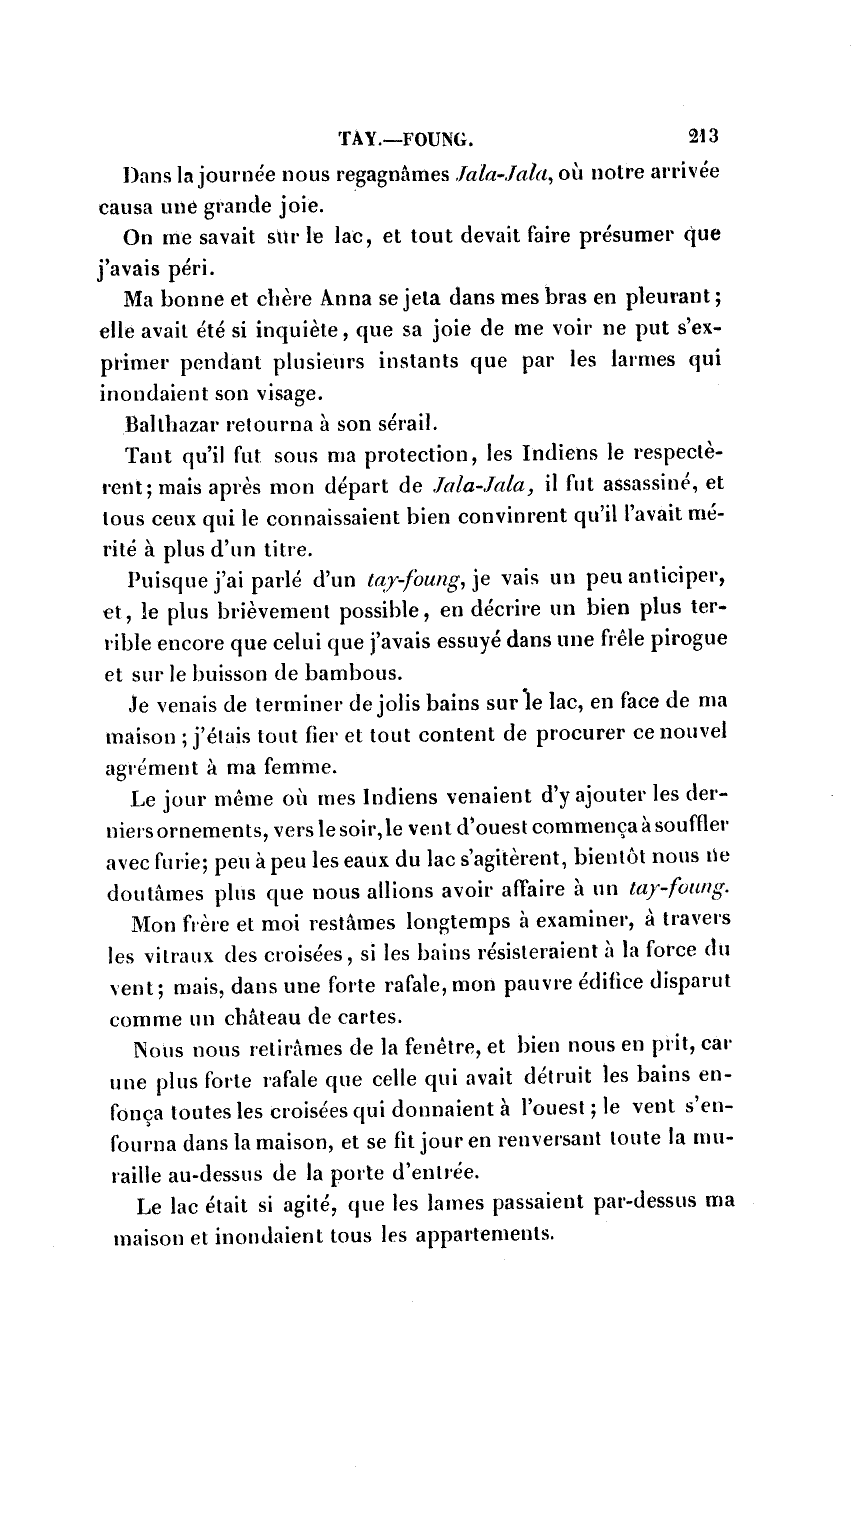 TAY.—FOUNG. 213
Dans la journée nous regagnâmes Jala-Jala, où notre arrivée
causa une grande joie.
On me savait sur le lac, et tout devait faire présumer que
j'avais péri.
Ma bonne et chère Anna se jeta dans mes bras en pleurant ;
elle avait été si inquiète, que sa joie de me voir ne put s'ex-
primer pendant plusieurs instants que par les larmes qui
inondaient son visage.
Balthazar retourna à son sérail.
Tant qu'il fut sous ma protection, les Indiens le respectè-
rent ; mais après mon départ de Jala-Jala, il fut assassiné, et
tous ceux qui le connaissaient bien convinrent qu'il l'avait mé-
rité à plus d'un titre.
Puisque j'ai parlé d'un tay-foung, je vais un peu anticiper,
et, le plus brièvement possible, en décrire un bien plus ter-
rible encore que celui que j'avais essuyé dans une frêle pirogue
et sur le buisson de bambous.
Je venais de terminer de jolis bains sur le lac, en face de ma
maison ; j'étais tout fier et tout content de procurer ce nouvel
agrément à ma femme.
Le jour même où mes Indiens venaient d'y ajouter les der-
niers ornements, vers le soir, le vent d'ouest commença à souffler
avec furie; peu à peu les eaux du lac s'agitèrent, bientôt nous ne
doutâmes plus que nous allions avoir affaire à un tay-foung.
Mon frère et moi restâmes longtemps à examiner, à travers
les vitraux des croisées, si les bains résisteraient à la force du
vent ; mais, dans une forte rafale, mon pauvre édifice disparut
comme un château de cartes.
Nous nous retirâmes de la fenêtre, et bien nous en prit, car
une plus forte rafale que celle qui avait détruit les bains en-
fonça toutes les croisées qui donnaient à l'ouest ; le vent s'en-
fourna dans la maison, et se fit jour en renversant toute la mu-
raille au-dessus de la porte d'entrée.
Le lac était si agité, que les lames passaient par-dessus ma
maison et inondaient tous les appartements.